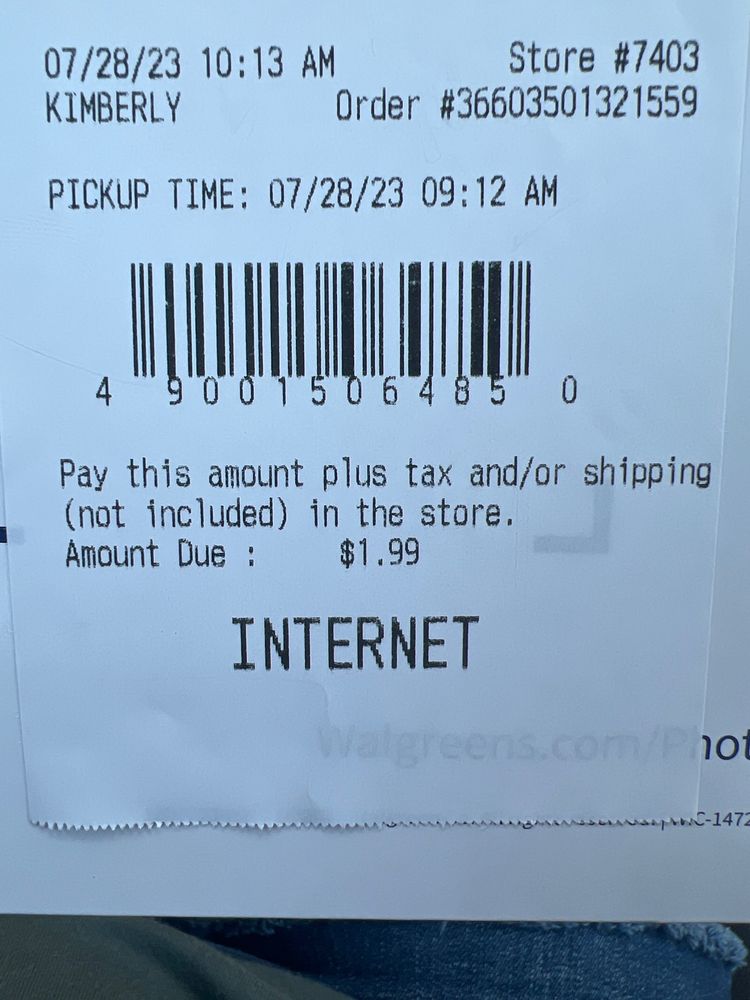 07/28/23 10:13 AM Store #7403
KIMBERLY Order #36603501321559
PICKUP TIME: 07/28/23 09:12 AM
4 90015 06485 0
Pay this amount plus tax and/or shipping
(not included) in the store.
Amount Due : $1.99
INTERNET
Walgreens.com/Phot
C-1472